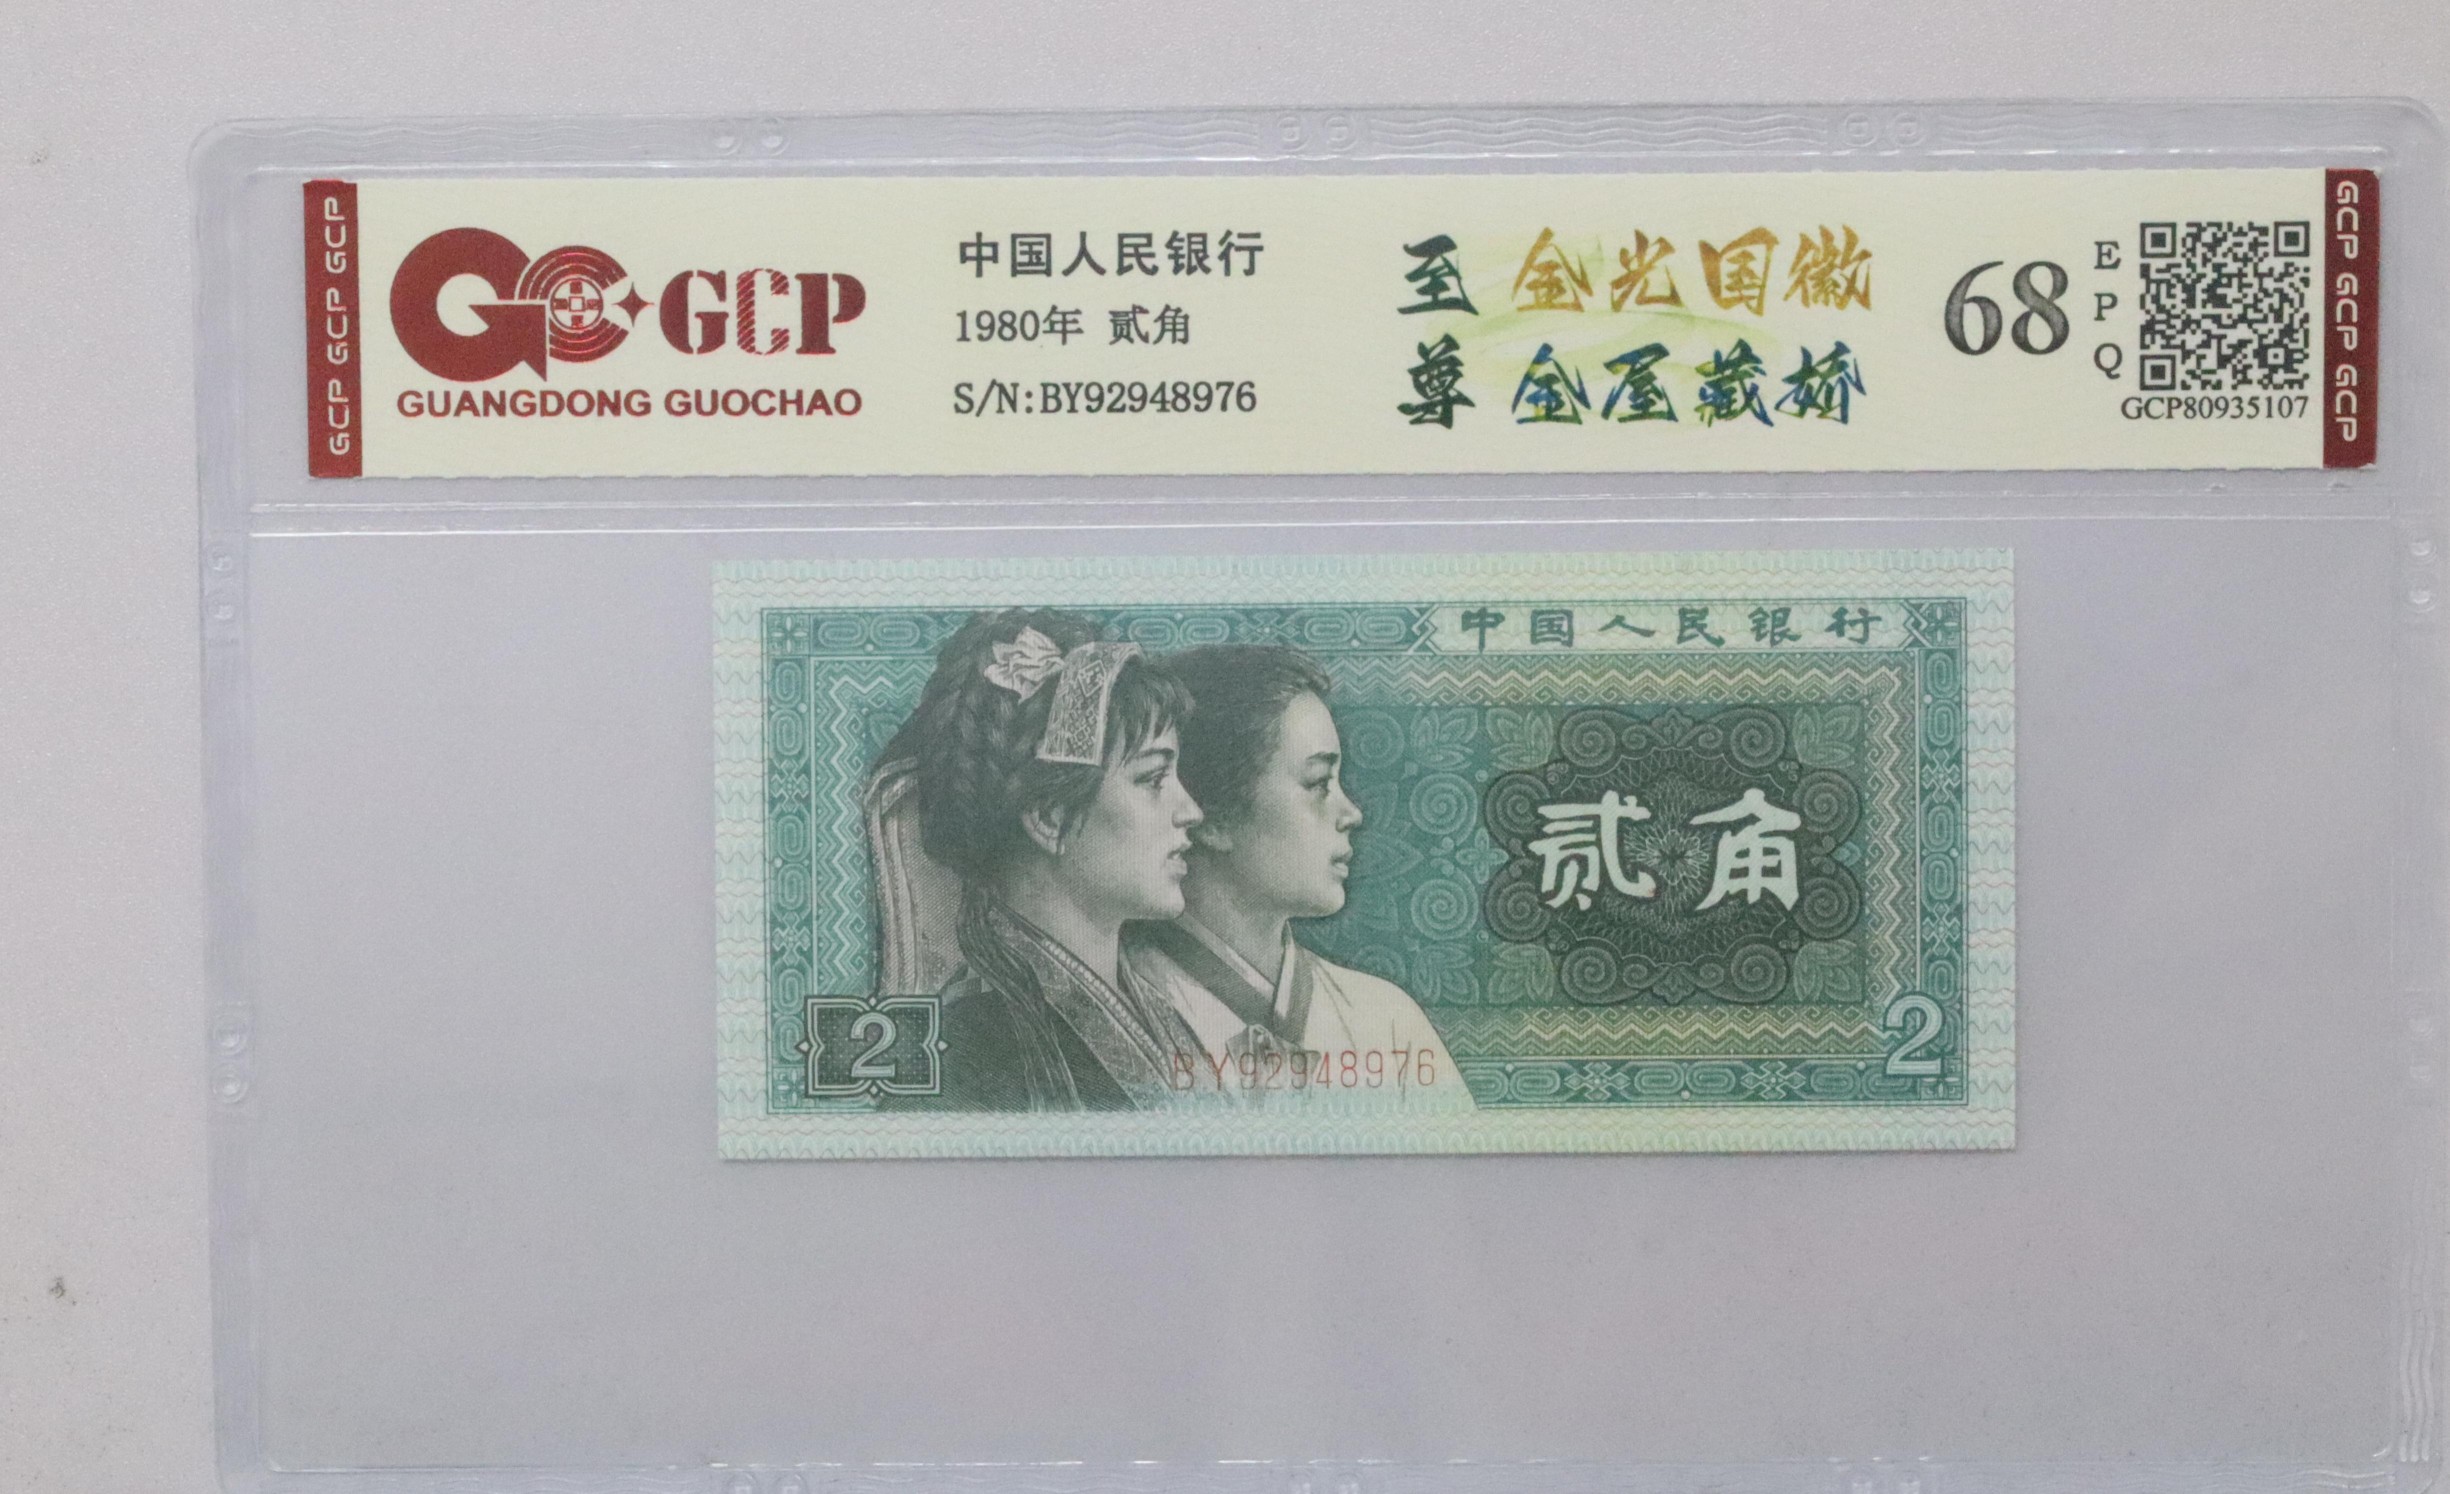 GCP GCP GCP
GCP
GUANGDONG GUOCHAO
中国人民银行
1980年 贰角
S/N:BY92948976
至尊
金光国徽
金屋藏娇
68
EPQ
GCP80935107
GCP GCP GCP
中国人民银行
贰角
2
BY92948976
2